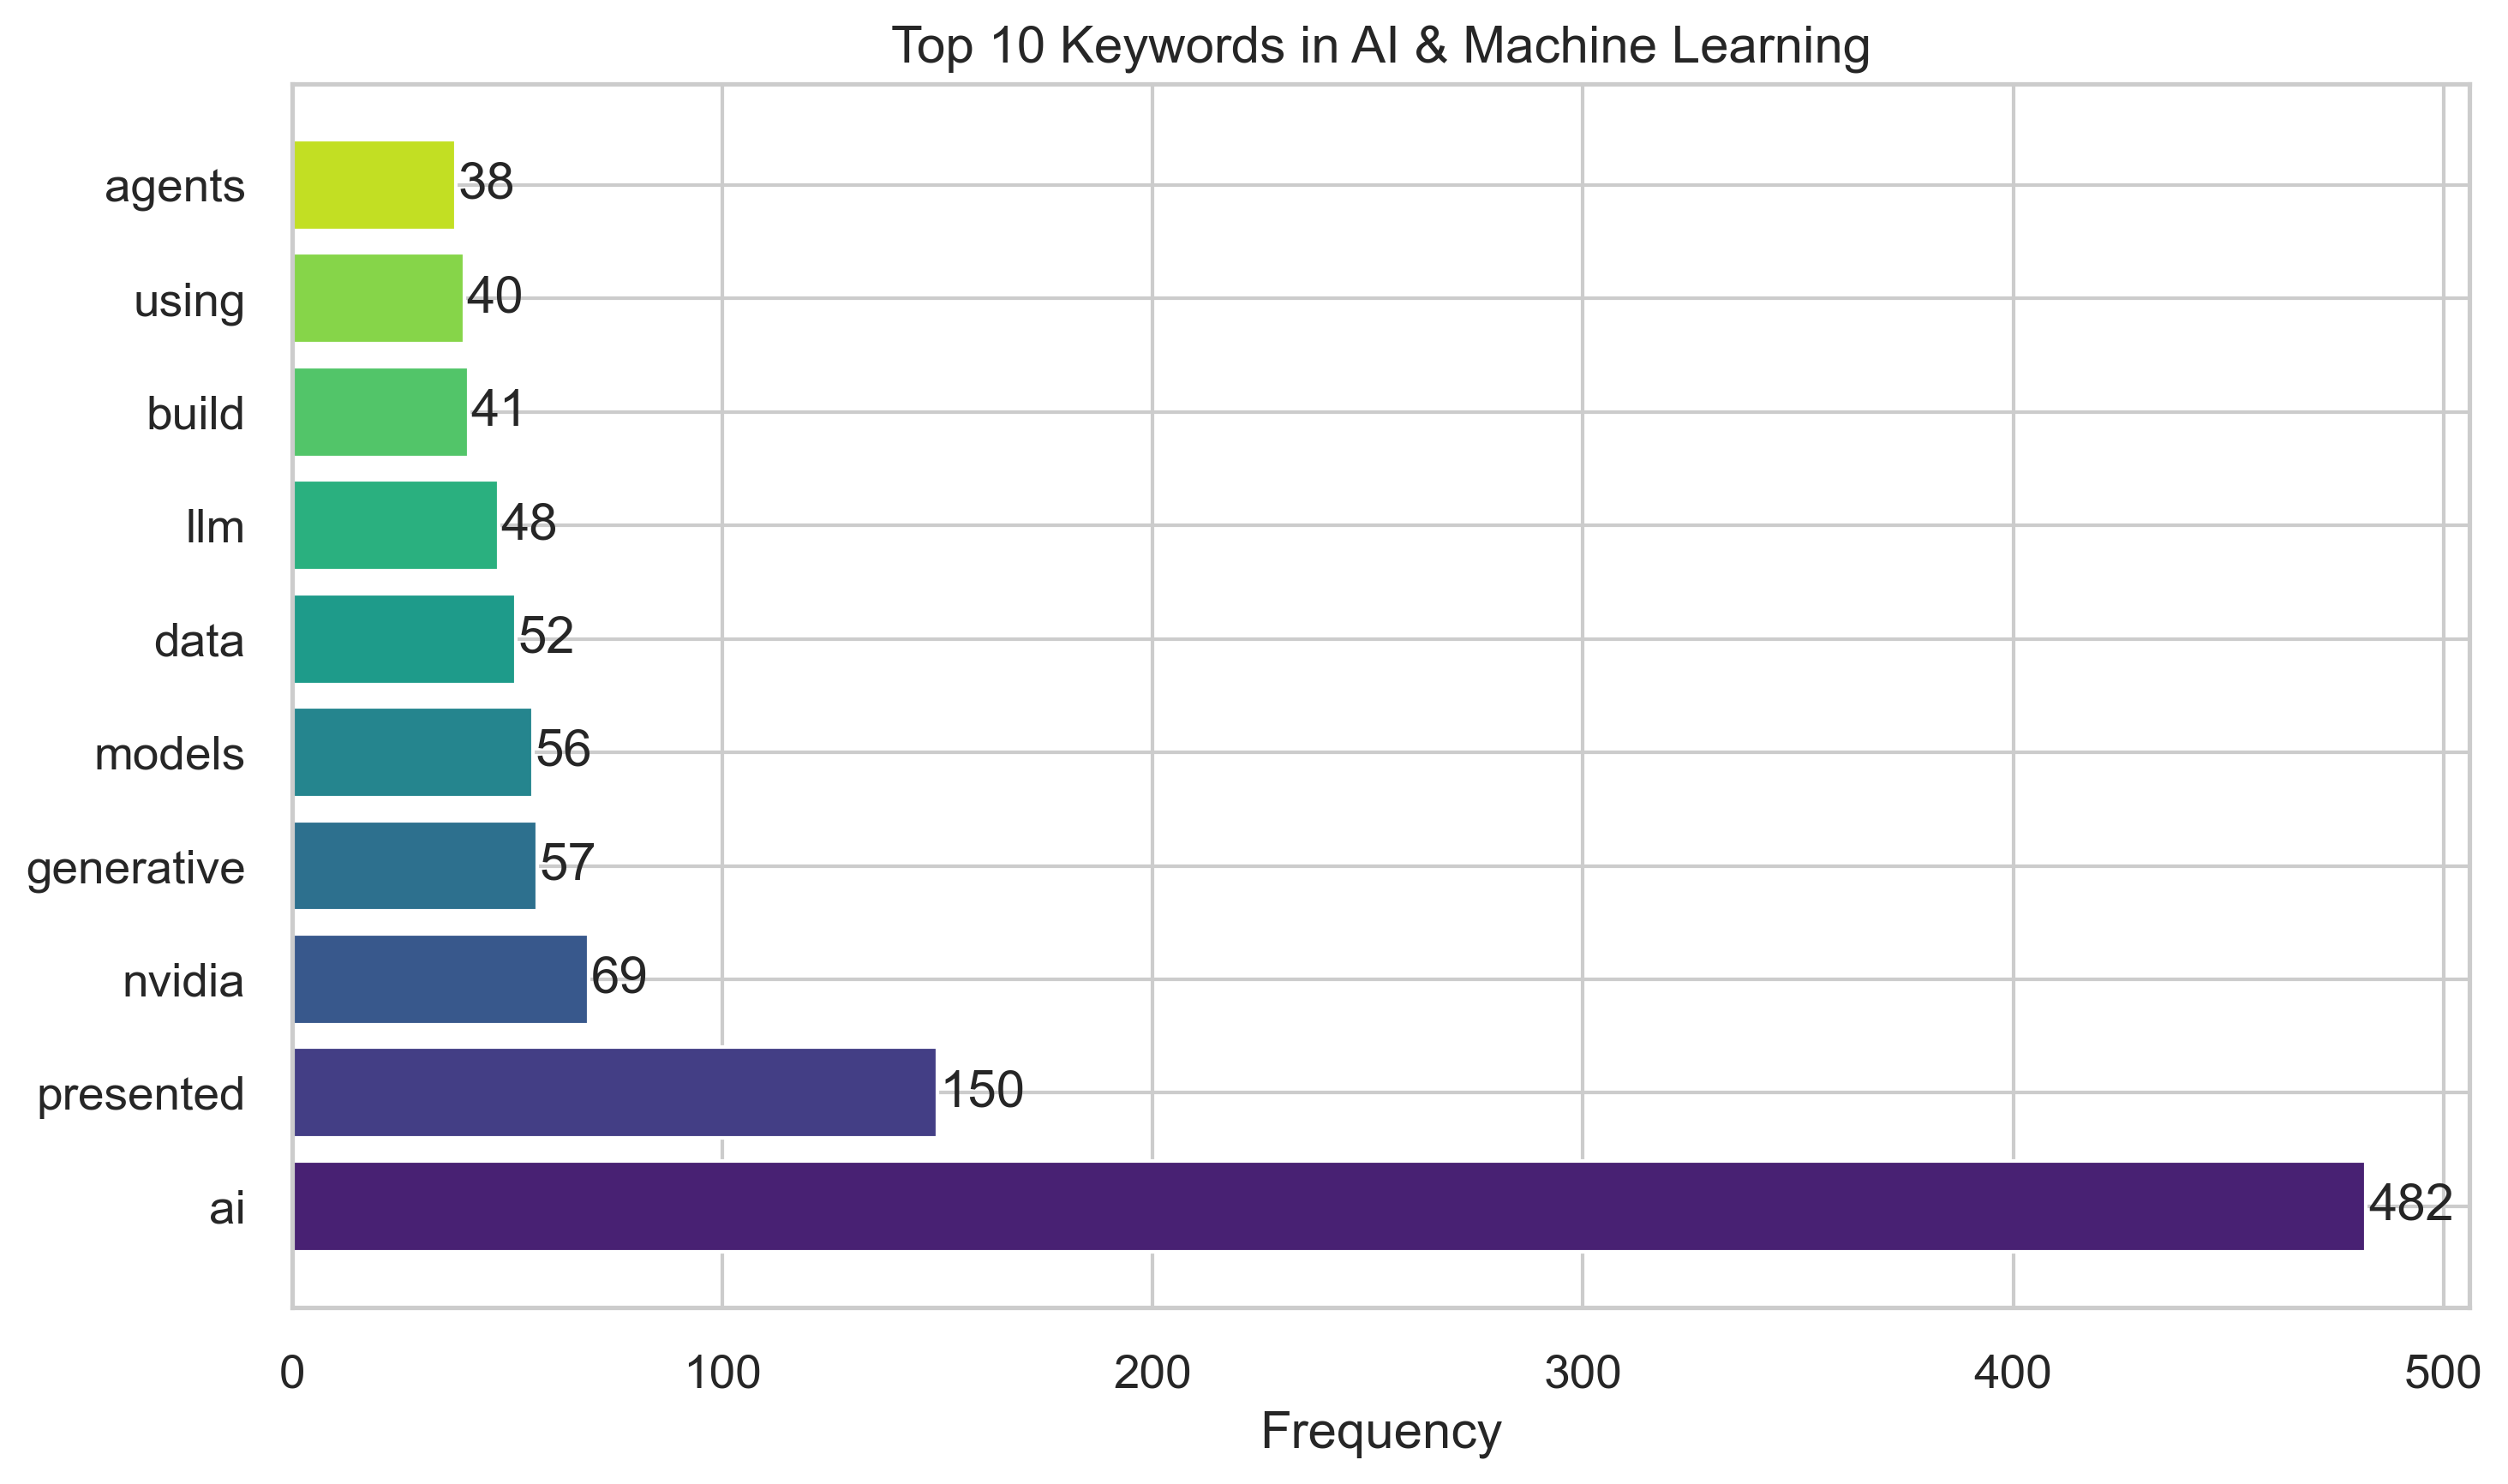 Top 10 Keywords in AI & Machine Learning
agents 38
using 40
build 41
llm 48
data 52
models 56
generative 57
nvidia 69
presented 150
ai 482
0 100 200 300 400 500
Frequency